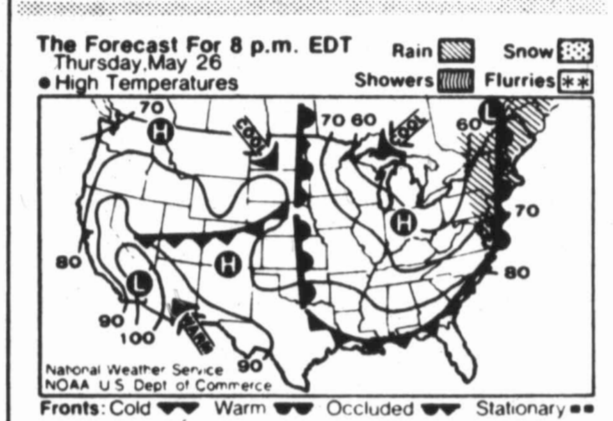 The Forecast For 8 p.m. EDT
Thursday, May 26
● High Temperatures
Rain
Snow
Showers
Flurries
70
H
COOL
70 60
COOL
60
L
H
70
80
H
L
80
90
100
WARM
90
National Weather Service
NOAA U S Dept of Commerce
Fronts: Cold Warm Occluded Stationary